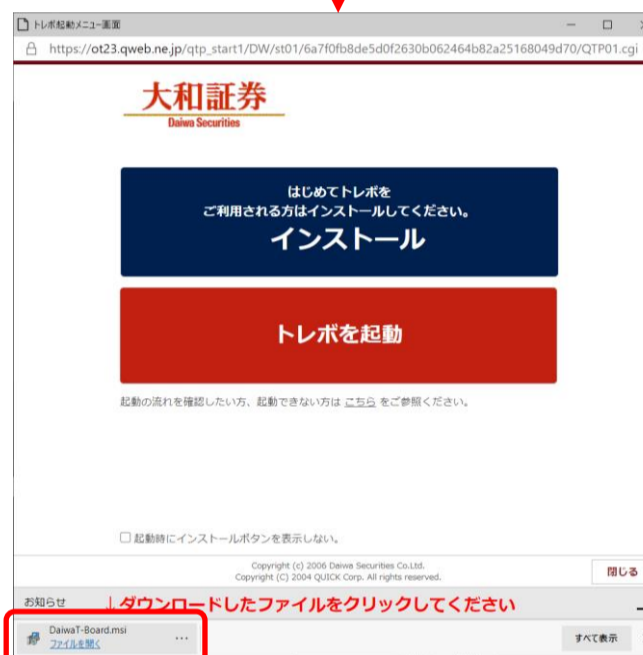 トレボ起動メニュー画面
https://ot23.qweb.ne.jp/qtp_start1/DW/st01/6a7f0fb8de5d0f2630b062464b82a25168049d70/QTP01.cgi
大和証券
Daiwa Securities
はじめてトレボを
ご利用される方はインストールしてください。
インストール
トレボを起動
起動の流れを確認したい方、起動できない方は こちら をご参照ください。
起動時にインストールボタンを表示しない。
Copyright (c) 2006 Daiwa Securities Co.Ltd.
Copyright (C) 2004 QUICK Corp. All rights reserved.
閉じる
お知らせ ↓ダウンロードしたファイルをクリックしてください
DaiwaT-Board.msi
ファイルを開く
…
すべて表示